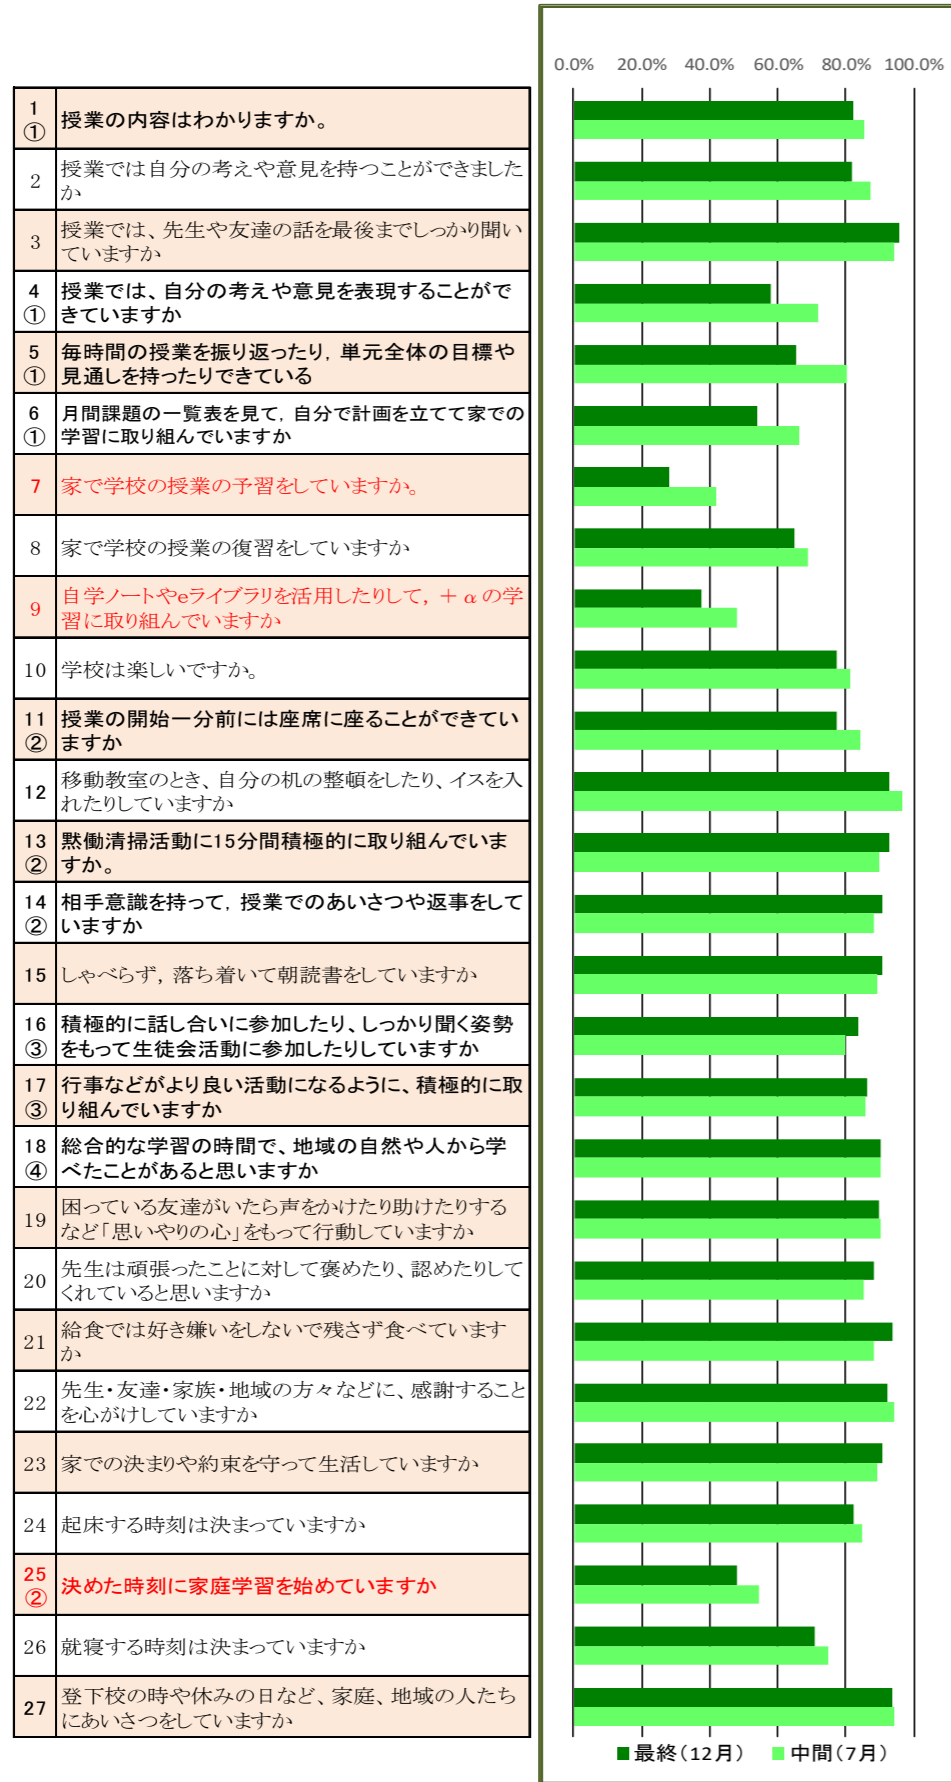 0.0% 20.0% 40.0% 60.0% 80.0% 100.0%
1
① 授業の内容はわかりますか。
2 授業では自分の考えや意見を持つことができました
か
3 授業では、先生や友達の話を最後までしっかり聞い
ていますか
4 授業では、自分の考えや意見を表現することがで
① きていますか
5 毎時間の授業を振り返ったり，単元全体の目標や
① 見通しを持ったりできている
6 月間課題の一覧表を見て，自分で計画を立てて家での
① 学習に取り組んでいますか
7 家で学校の授業の予習をしていますか。
8 家で学校の授業の復習をしていますか
9 自学ノートやeライブラリを活用したりして，＋αの学
習に取り組んでいますか
10 学校は楽しいですか。
11 授業の開始一分前には座席に座ることができてい
② ますか
12 移動教室のとき、自分の机の整頓をしたり、イスを入
れたりしていますか
13 黙働清掃活動に15分間積極的に取り組んでいま
② すか。
14 相手意識を持って，授業でのあいさつや返事をして
② いますか
15 しゃべらず，落ち着いて朝読書をしていますか
16 積極的に話し合いに参加したり、しっかり聞く姿勢
③ をもって生徒会活動に参加したりしていますか
17 行事などがより良い活動になるように、積極的に取
③ り組んでいますか
18 総合的な学習の時間で、地域の自然や人から学
④ べたことがあると思いますか
19 困っている友達がいたら声をかけたり助けたりする
など「思いやりの心」をもって行動していますか
20 先生は頑張ったことに対して褒めたり、認めたりして
くれていると思いますか
21 給食では好き嫌いをしないで残さず食べています
か
22 先生・友達・家族・地域の方々などに、感謝すること
を心がけしていますか
23 家での決まりや約束を守って生活していますか
24 起床する時刻は決まっていますか
25
② 決めた時刻に家庭学習を始めていますか
26 就寝する時刻は決まっていますか
27 登下校の時や休みの日など、家庭、地域の人たち
にあいさつをしていますか
最終（12月） 中間（7月）